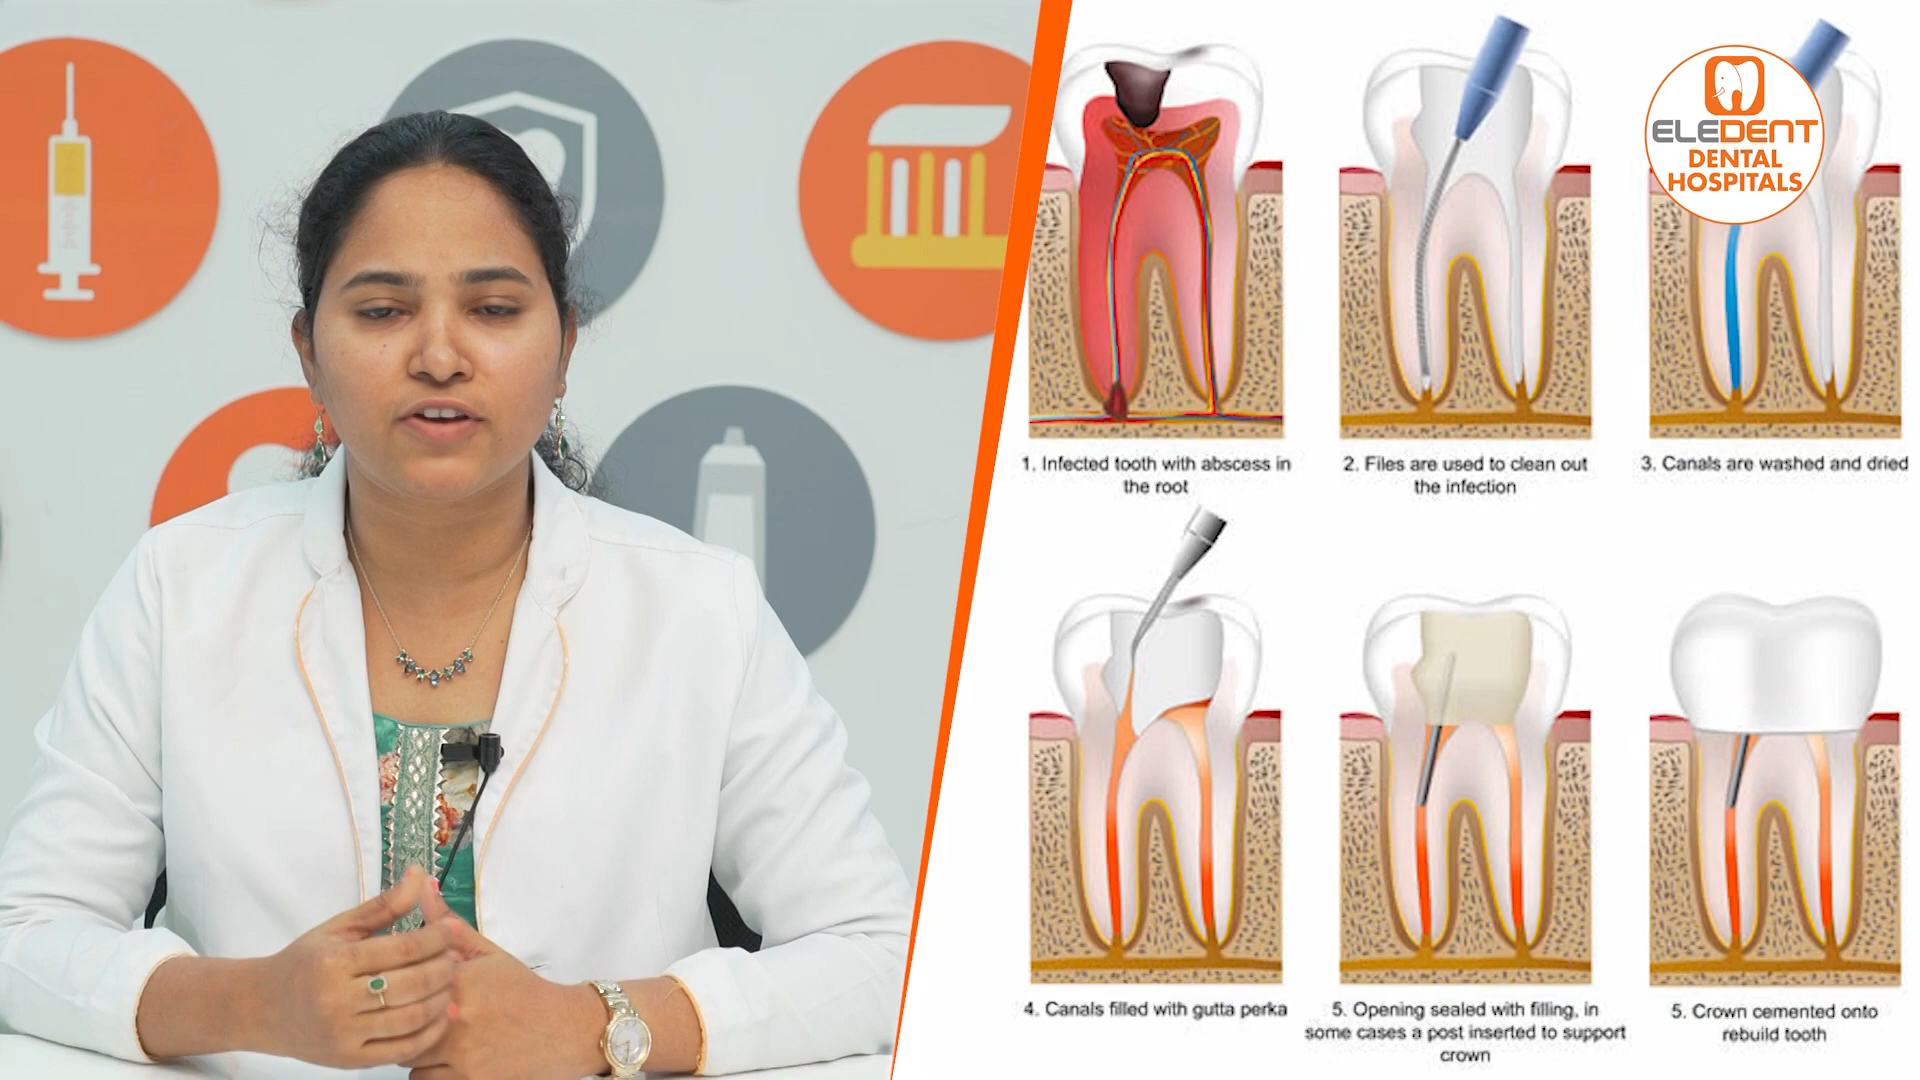 ELEDENT
DENTAL
HOSPITALS
1. Infected tooth with abscess in
the root
2. Files are used to clean out
the infection
3. Canals are washed and dried
4. Canals filled with gutta perka
5. Opening sealed with filling, in
some cases a post inserted to support
crown
5. Crown cemented onto
rebuild tooth